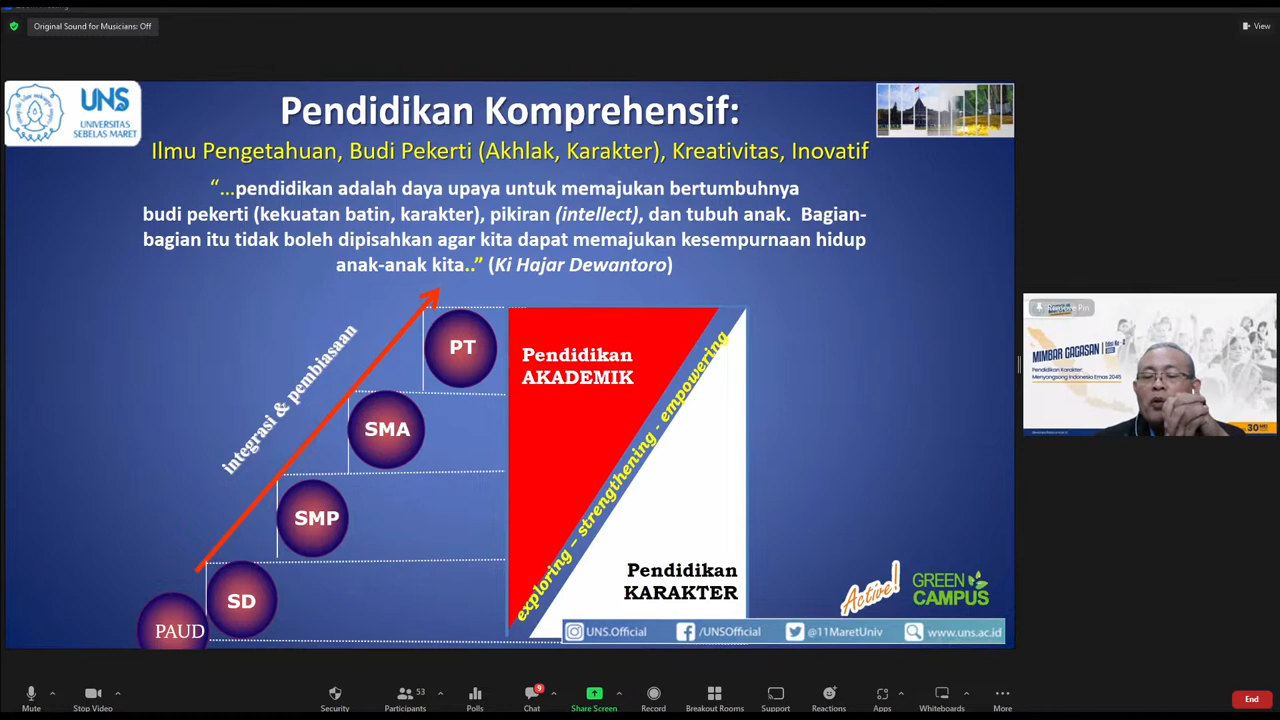 Original Sound for Musicians: Off
View
UNS
UNIVERSITAS
SEBELAS MARET
Pendidikan Komprehensif:
Ilmu Pengetahuan, Budi Pekerti (Akhlak, Karakter), Kreativitas, Inovatif
“...pendidikan adalah daya upaya untuk memajukan bertumbuhnya
budi pekerti (kekuatan batin, karakter), pikiran (intellect), dan tubuh anak. Bagian-
bagian itu tidak boleh dipisahkan agar kita dapat memajukan kesempurnaan hidup
anak-anak kita..” (Ki Hajar Dewantoro)
integrasi & pembiasaan
PT
SMA
SMP
SD
PAUD
Pendidikan
AKADEMIK
exploring – strengthening - empowering
Pendidikan
KARAKTER
Active!
GREEN
CAMPUS
UNS.Official
/UNSOfficial
@11MaretUniv
www.uns.ac.id
MIMBAR GAGASAN
Pendidikan Karakter:
Menyongsong Indonesia Emas 2045
30 MEI
Mute
Stop Video
Security
Participants
53
Polls
Chat
9
Share Screen
Record
Breakout Rooms
Support
Reactions
Apps
Whiteboards
More
End